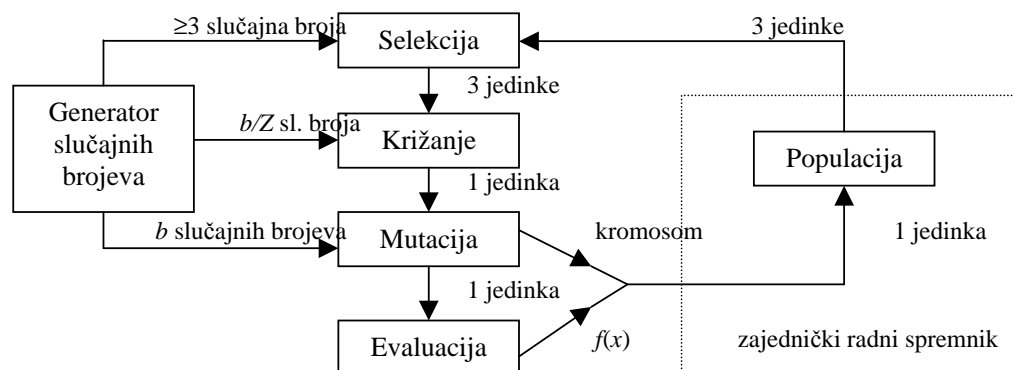 ≥3 slučajna broja
Selekcija
3 jedinke
3 jedinke
Generator
slučajnih
brojeva
b/Z sl. broja
Križanje
Populacija
1 jedinka
b slučajnih brojeva
Mutacija
kromosom
1 jedinka
1 jedinka
Evaluacija
f(x)
zajednički radni spremnik